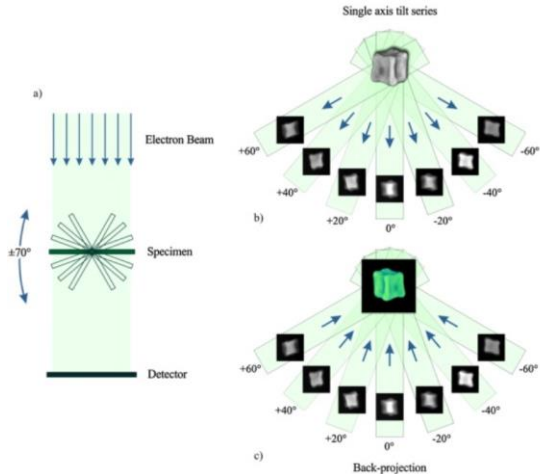 Single axis tilt series
a)
Electron Beam
±70°
Specimen
Detector
+60°
+40°
+20°
0°
-20°
-40°
-60°
b)
+60°
+40°
+20°
0°
-20°
-40°
-60°
c)
Back-projection